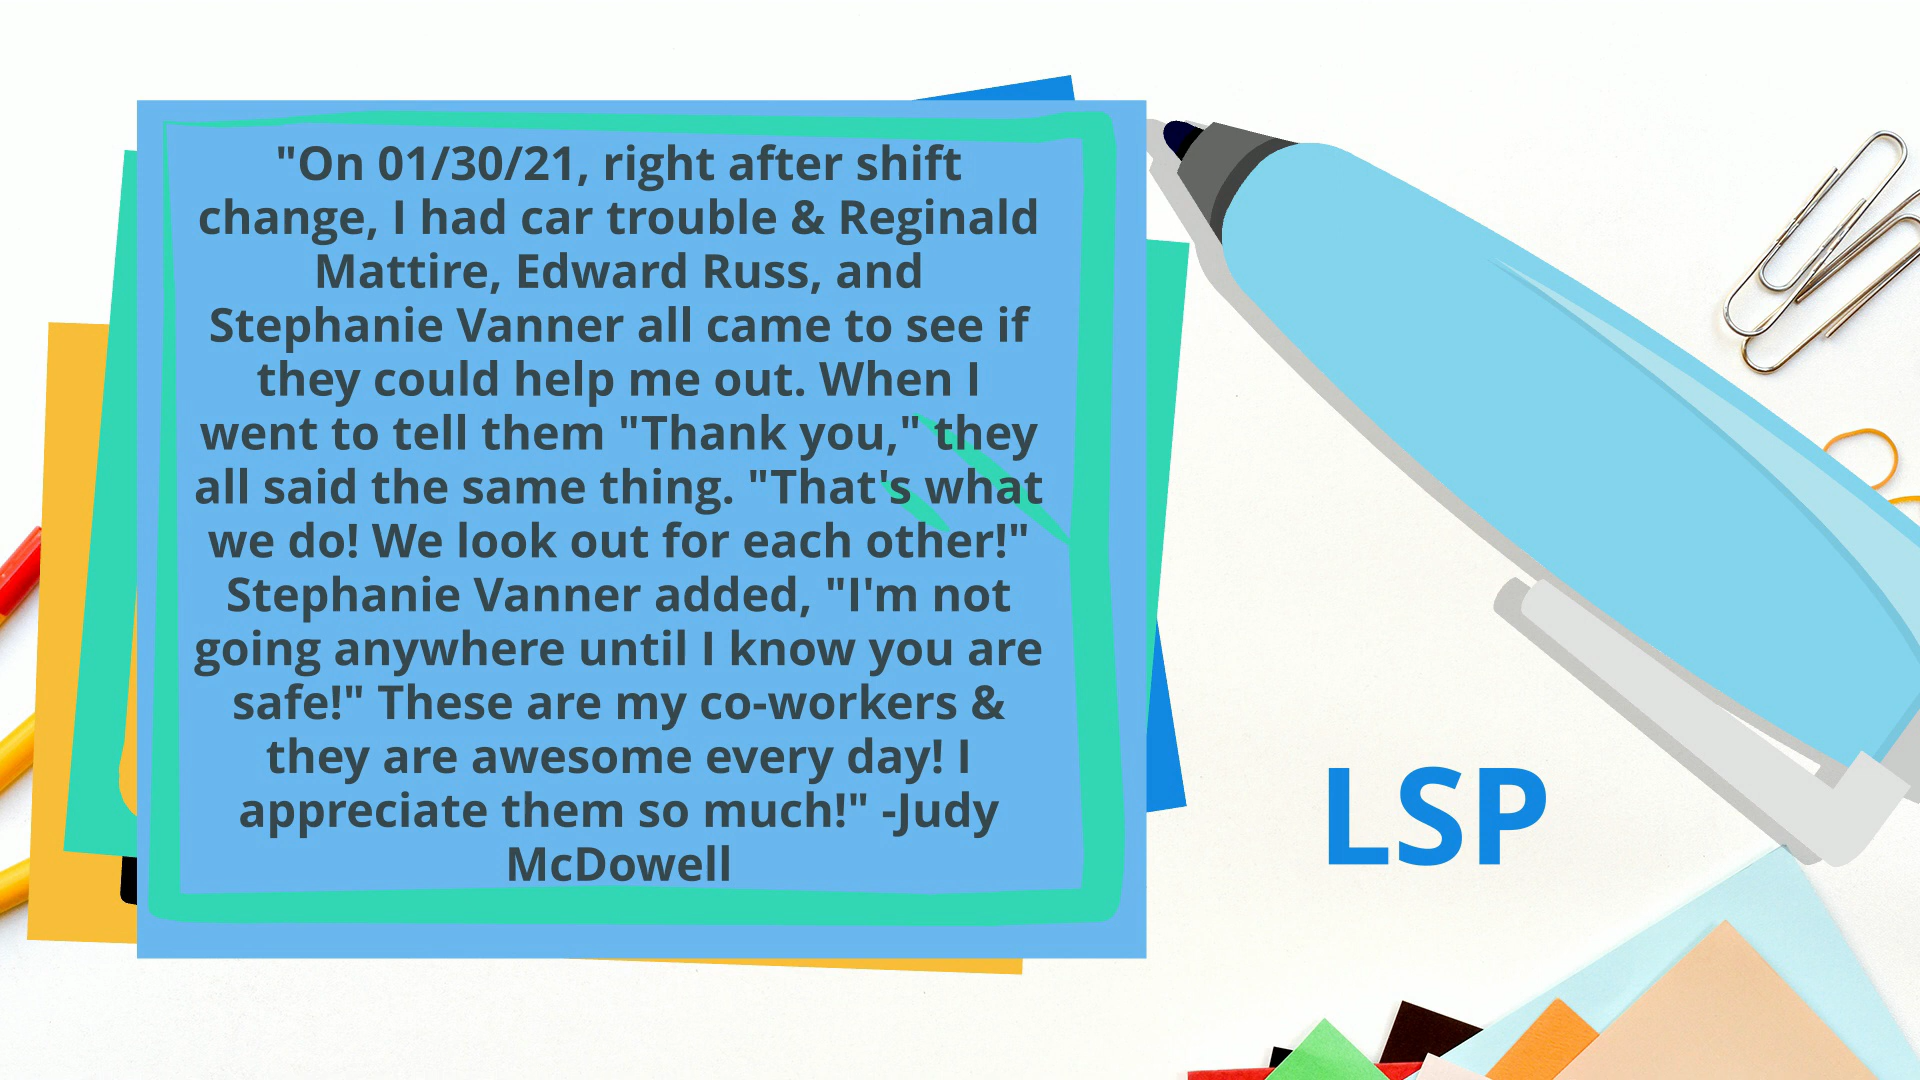 "On 01/30/21, right after shift
change, I had car trouble & Reginald
Mattire, Edward Russ, and
Stephanie Vanner all came to see if
they could help me out. When I
went to tell them "Thank you," they
all said the same thing. "That's what
we do! We look out for each other!"
Stephanie Vanner added, "I'm not
going anywhere until I know you are
safe!" These are my co-workers &
they are awesome every day! I
appreciate them so much!" -Judy
McDowell
LSP